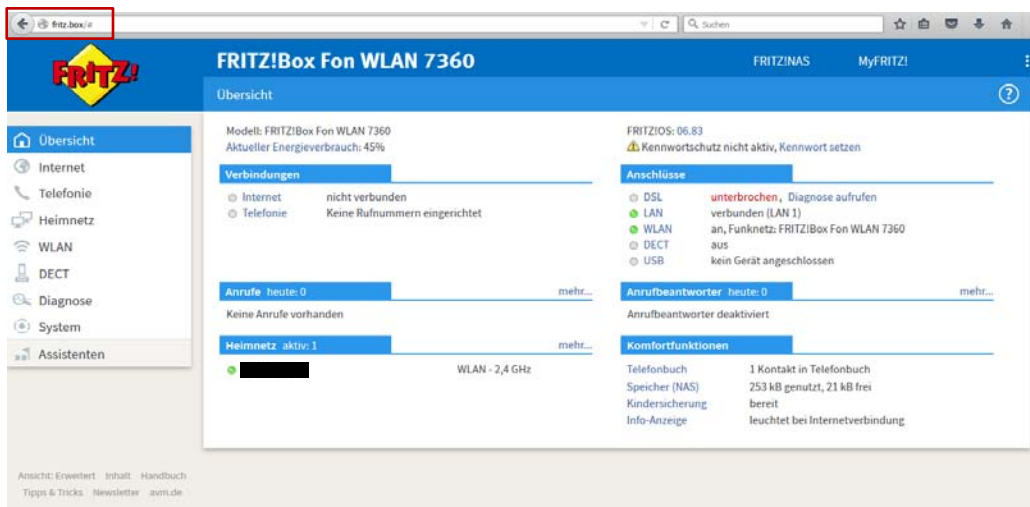 fritz.box/#
Suchen
FRITZ!
FRITZ!Box Fon WLAN 7360
FRITZ!NAS
MyFRITZ!
Übersicht
Übersicht
Internet
Telefonie
Heimnetz
WLAN
DECT
Diagnose
System
Assistenten
Modell: FRITZ!Box Fon WLAN 7360
Aktueller Energieverbrauch: 45%
FRITZ!OS: 06.83
Kennwortschutz nicht aktiv, Kennwort setzen
Verbindungen
Internet nicht verbunden
Telefonie Keine Rufnummern eingerichtet
Anschlüsse
DSL unterbrochen, Diagnose aufrufen
LAN verbunden (LAN 1)
WLAN an, Funknetz: FRITZ!Box Fon WLAN 7360
DECT aus
USB kein Gerät angeschlossen
Anrufe heute: 0 mehr...
Keine Anrufe vorhanden
Anrufbeantworter heute: 0 mehr...
Anrufbeantworter deaktiviert
Heimnetz aktiv: 1 mehr...
WLAN - 2,4 GHz
Komfortfunktionen
Telefonbuch 1 Kontakt in Telefonbuch
Speicher (NAS) 253 kB genutzt, 21 kB frei
Kindersicherung bereit
Info-Anzeige leuchtet bei Internetverbindung
Ansicht: Erweitert Inhalt Handbuch
Tipps & Tricks Newsletter avm.de